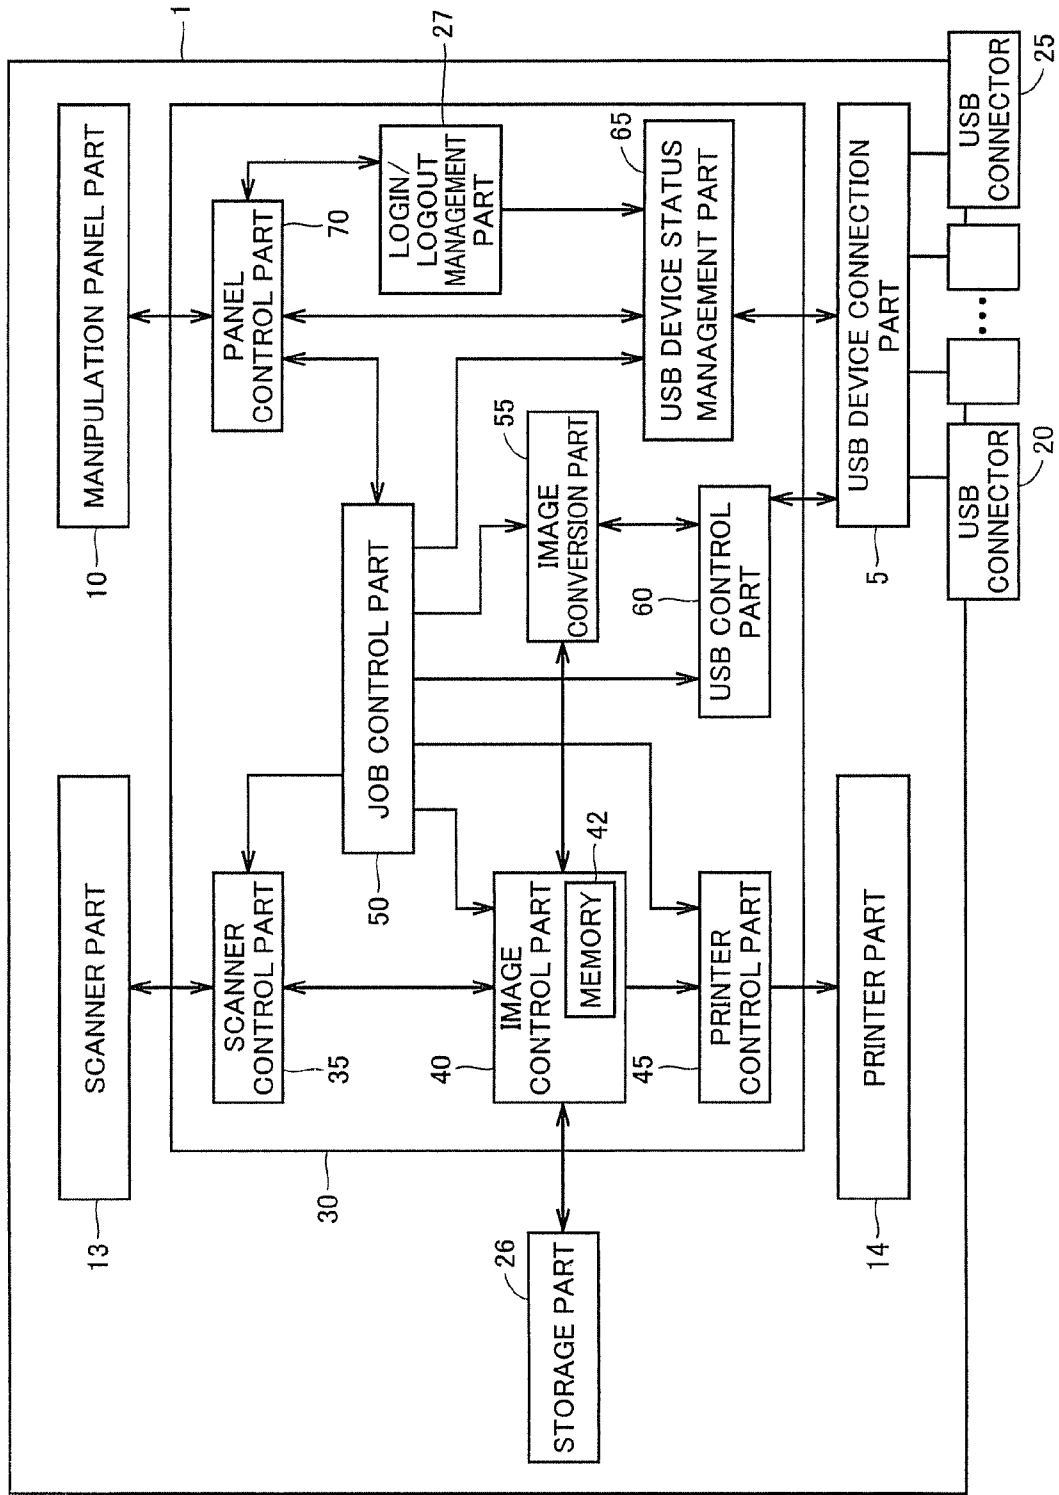 1
SCANNER PART
13
MANIPULATION PANEL PART
10
SCANNER
CONTROL PART
35
PANEL
CONTROL PART
70
LOGIN/
LOGOUT
MANAGEMENT
PART
27
JOB CONTROL PART
50
STORAGE PART
26
IMAGE
CONTROL PART
40
MEMORY
42
IMAGE
CONVERSION PART
55
USB DEVICE STATUS
MANAGEMENT PART
65
PRINTER
CONTROL PART
45
USB CONTROL
PART
60
30
PRINTER PART
14
USB DEVICE CONNECTION
PART
5
USB
CONNECTOR
20
USB
CONNECTOR
25